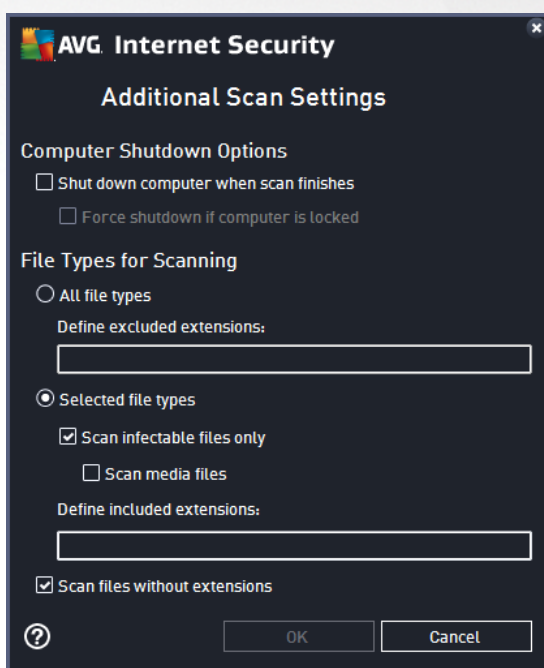 AVG. Internet Security
Additional Scan Settings
Computer Shutdown Options
Shut down computer when scan finishes
Force shutdown if computer is locked
File Types for Scanning
All file types
Define excluded extensions:
Selected file types
Scan infectable files only
Scan media files
Define included extensions:
Scan files without extensions
?
OK
Cancel